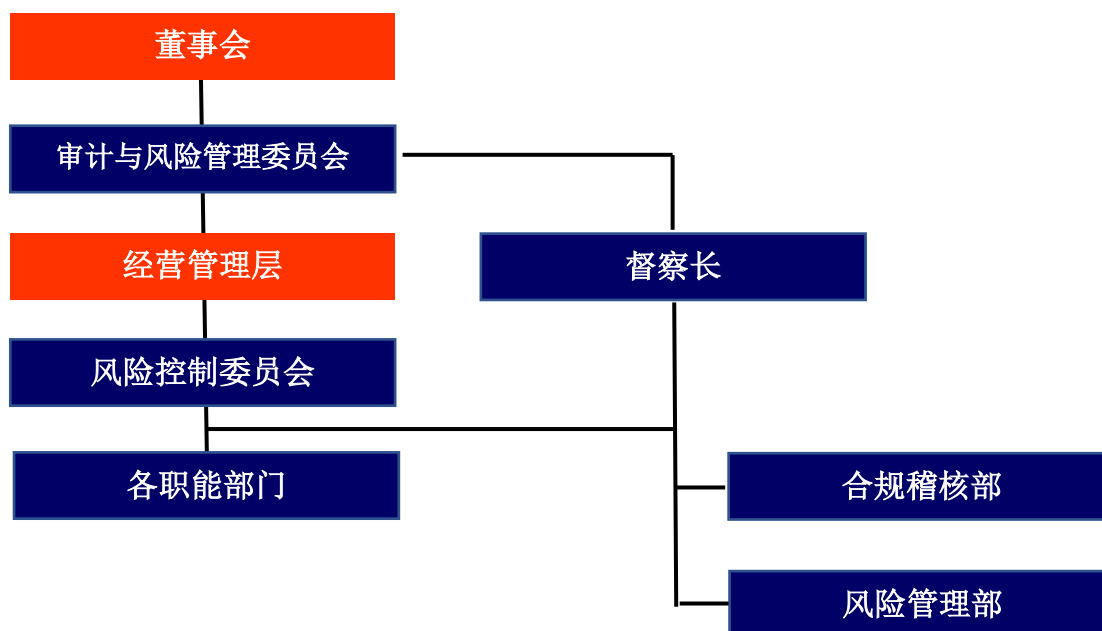 董事会
审计与风险管理委员会
经营管理层
督察长
风险控制委员会
各职能部门
合规稽核部
风险管理部